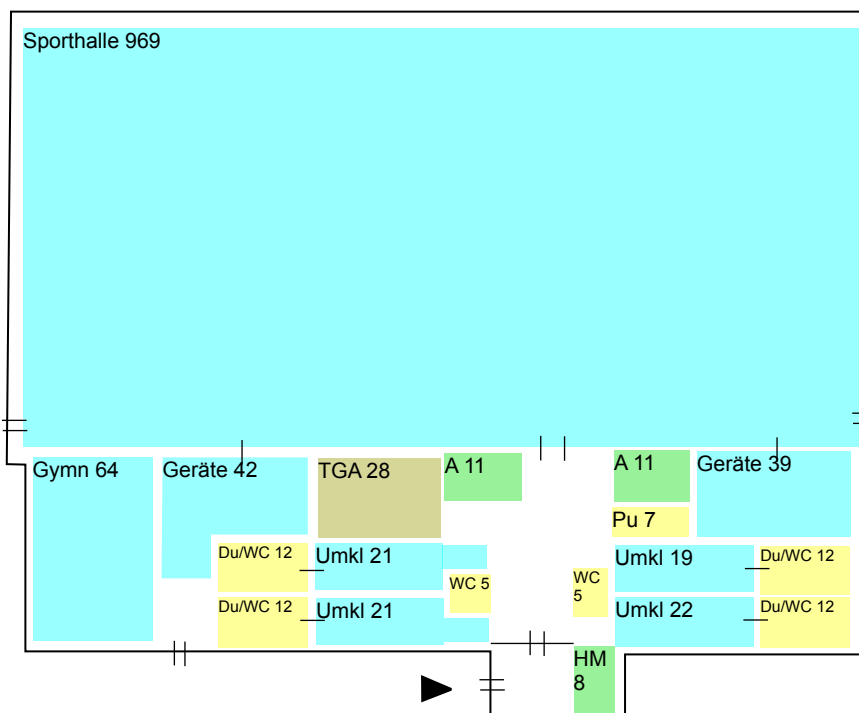 Sporthalle 969
Gymn 64
Geräte 42
TGA 28
A 11
A 11
Geräte 39
Pu 7
Du/WC 12
Umkl 21
WC 5
WC
5
Umkl 19
Du/WC 12
Du/WC 12
Umkl 21
Umkl 22
Du/WC 12
HM
8